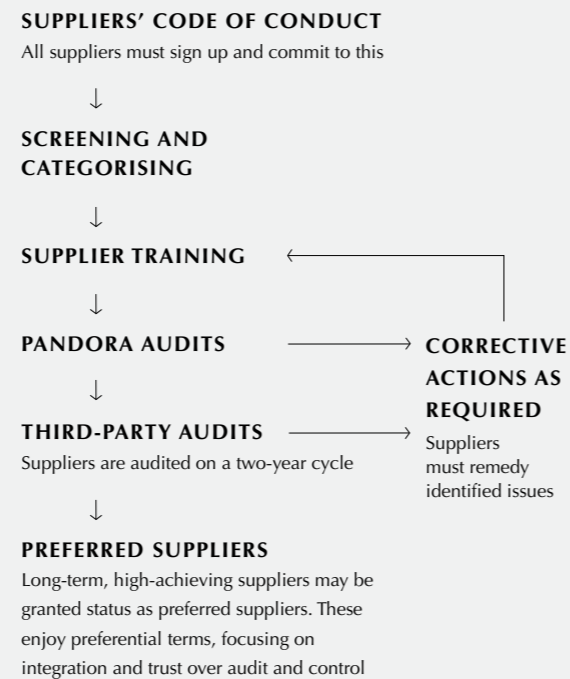 SUPPLIERS’ CODE OF CONDUCT
All suppliers must sign up and commit to this
SCREENING AND
CATEGORISING
SUPPLIER TRAINING
PANDORA AUDITS
CORRECTIVE
ACTIONS AS
REQUIRED
Suppliers
must remedy
identified issues
THIRD-PARTY AUDITS
Suppliers are audited on a two-year cycle
PREFERRED SUPPLIERS
Long-term, high-achieving suppliers may be
granted status as preferred suppliers. These
enjoy preferential terms, focusing on
integration and trust over audit and control